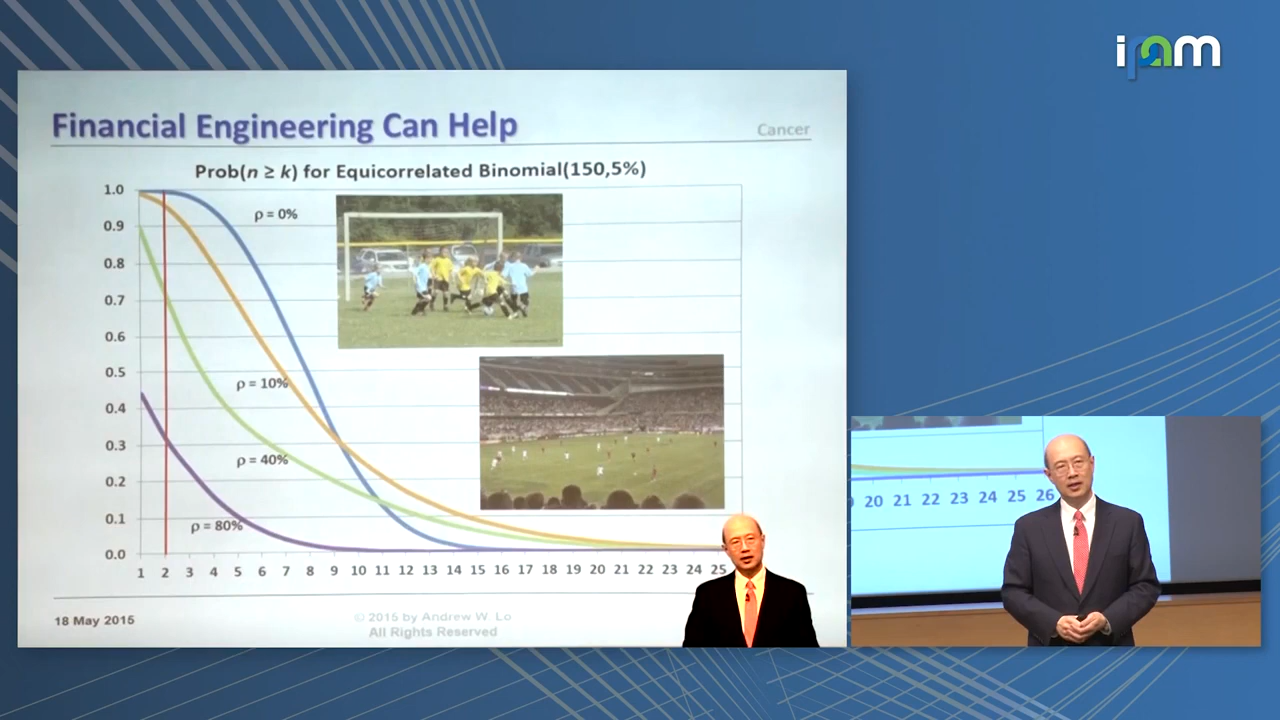 ipam
Financial Engineering Can Help
Cancer
Prob(n ≥ k) for Equicorrelated Binomial(150,5%)
1.0
0.9
0.8
0.7
0.6
0.5
0.4
0.3
0.2
0.1
0.0
ρ = 0%
ρ = 10%
ρ = 40%
ρ = 80%
1 2 3 4 5 6 7 8 9 10 11 12 13 14 15 16 17 18 19 20 21 22 23 24 25
18 May 2015
© 2015 by Andrew W. Lo
All Rights Reserved
20 21 22 23 24 25 26